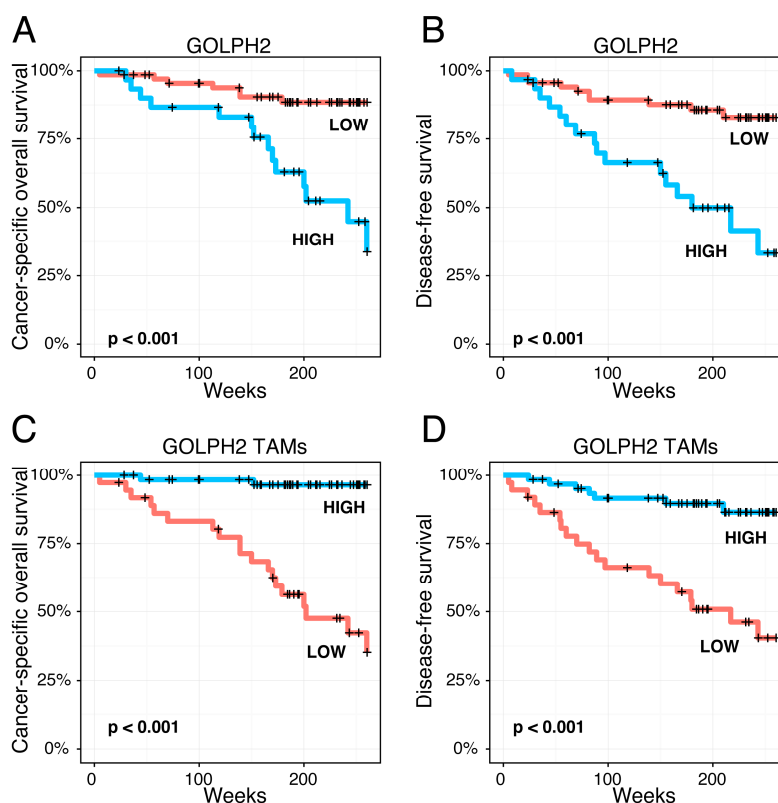 A
GOLPH2
Cancer-specific overall survival
100%
75%
50%
25%
0%
LOW
HIGH
p < 0.001
0 100 200
Weeks
B
GOLPH2
Disease-free survival
100%
75%
50%
25%
0%
LOW
HIGH
p < 0.001
0 100 200
Weeks
C
GOLPH2 TAMs
Cancer-specific overall survival
100%
75%
50%
25%
0%
HIGH
LOW
p < 0.001
0 100 200
Weeks
D
GOLPH2 TAMs
Disease-free survival
100%
75%
50%
25%
0%
HIGH
LOW
p < 0.001
0 100 200
Weeks